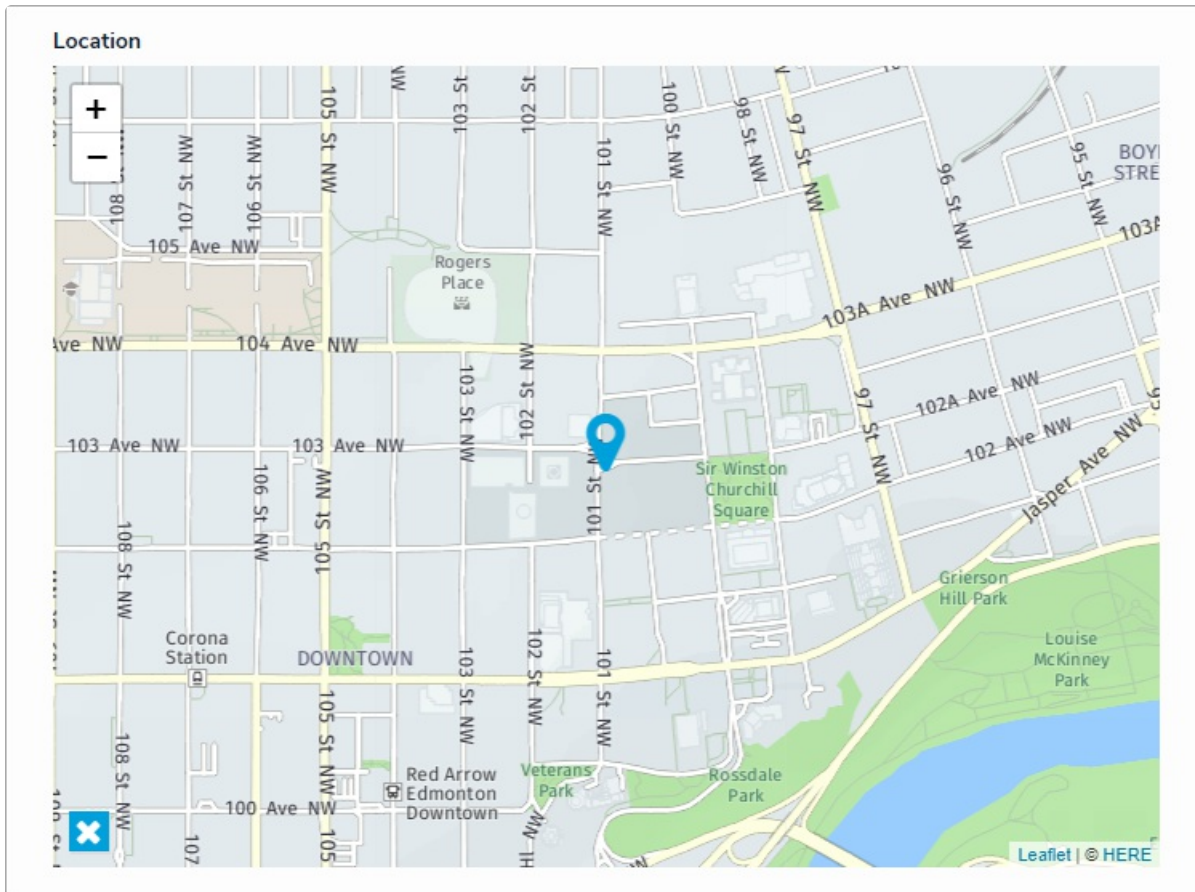 Location
+
−
105 St NW
NW
103 St
102 St
100 St NW
98 St NW
97 St NW
107 St NW
106 St NW
108
101 St NW
96 St NW
95 St NW
BOY
STRE
105 Ave NW
Rogers
Place
103A
103A Ave NW
Ave NW
104 Ave NW
102 St NW
103 St NW
97 St NW
102A Ave NW
103 Ave NW
103 Ave NW
102 Ave NW
Jasper Ave NW
106 St NW
105 St NW
101 St NW
Sir Winston
Churchill
Square
108 St NW
Grierson
Hill Park
Corona
Station
DOWNTOWN
Louise
McKinney
Park
103 St NW
102 St NW
101 St NW
105 St NW
108 St NW
Red Arrow
Edmonton
Downtown
Veterans
Park
Rossdale
Park
100 Ave NW
107
105
Leaflet | © HERE